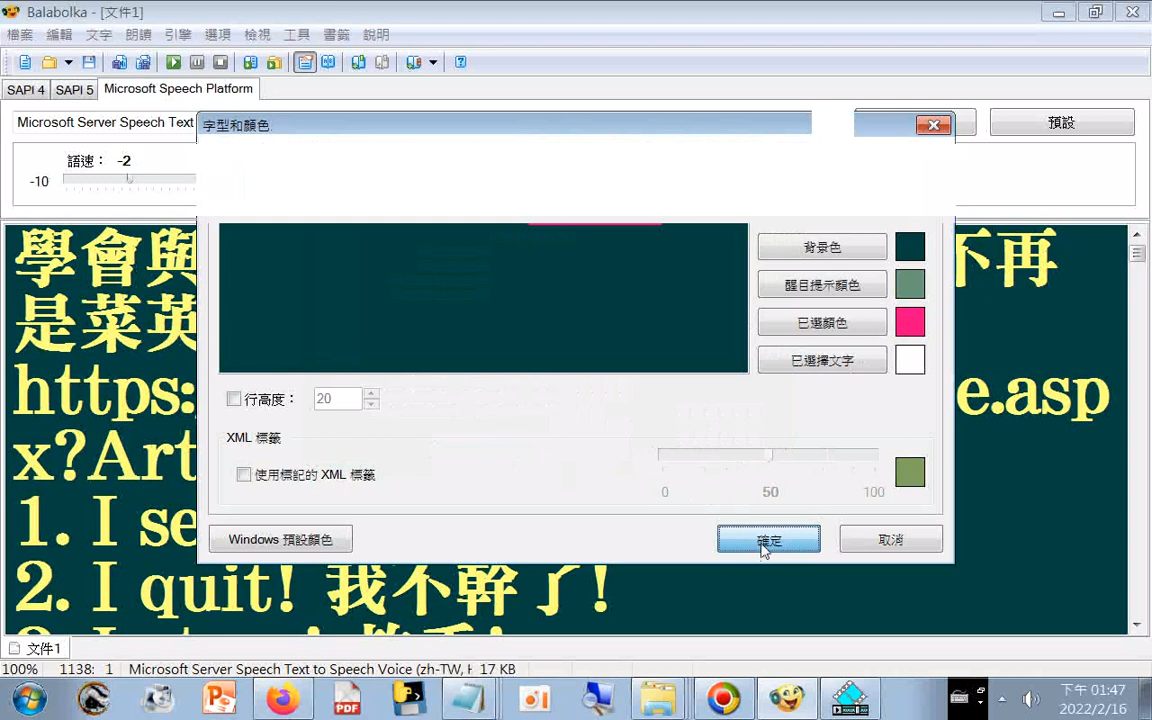 Balabolka - [文件1]
檔案 編輯 文字 朗讀 引擎 選項 檢視 工具 書籤 說明
SAPI 4 SAPI 5 Microsoft Speech Platform
Microsoft Server Speech Text
預設
字型和顏色
語速： -2
-10
學會與
不再
是菜英
https:
e.asp
x?Art
1. I se
2. I quit! 我不幹了!
背景色
醒目提示顏色
已選顏色
已選擇文字
行高度： 20
XML 標籤
使用標記的 XML 標籤
0 50 100
Windows 預設顏色 確定 取消
文件1
100% 1138: 1 Microsoft Server Speech Text to Speech Voice (zh-TW, 17 KB
PDF
下午 01:47
2022/2/16